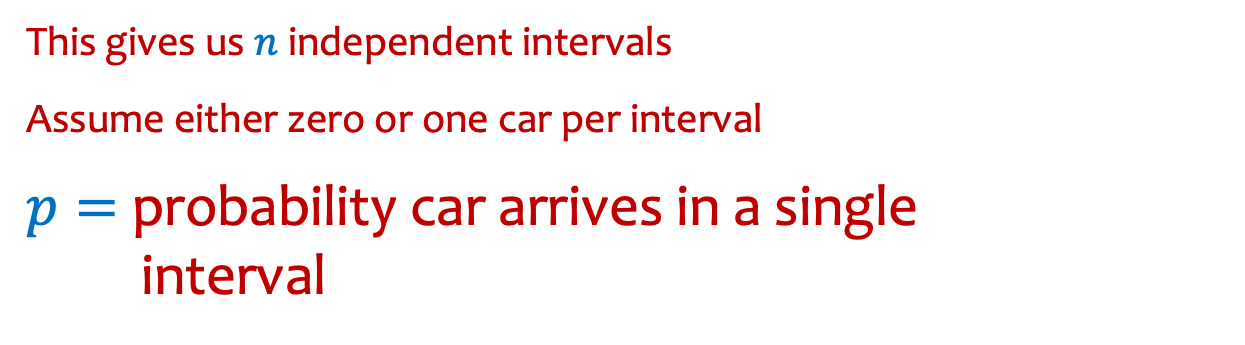 This gives us n independent intervals
Assume either zero or one car per interval
p = probability car arrives in a single
interval